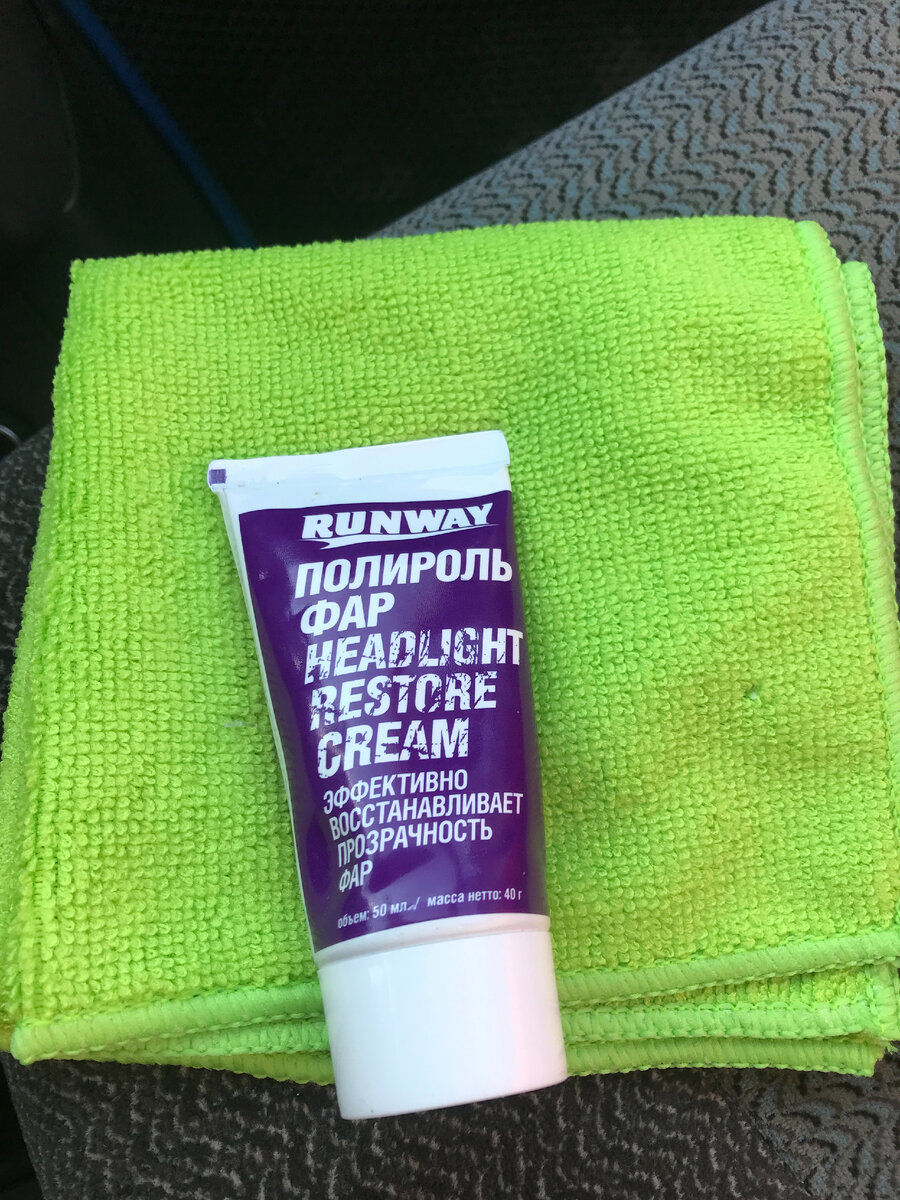 RUNWAY
ПОЛИРОЛЬ
ФАР
HEADLIGHT
RESTORE
CREAM
ЭФФЕКТИВНО
ВОССТАНАВЛИВАЕТ
ПРОЗРАЧНОСТЬ
ФАР
объем: 50 мл / масса нетто: 40 г